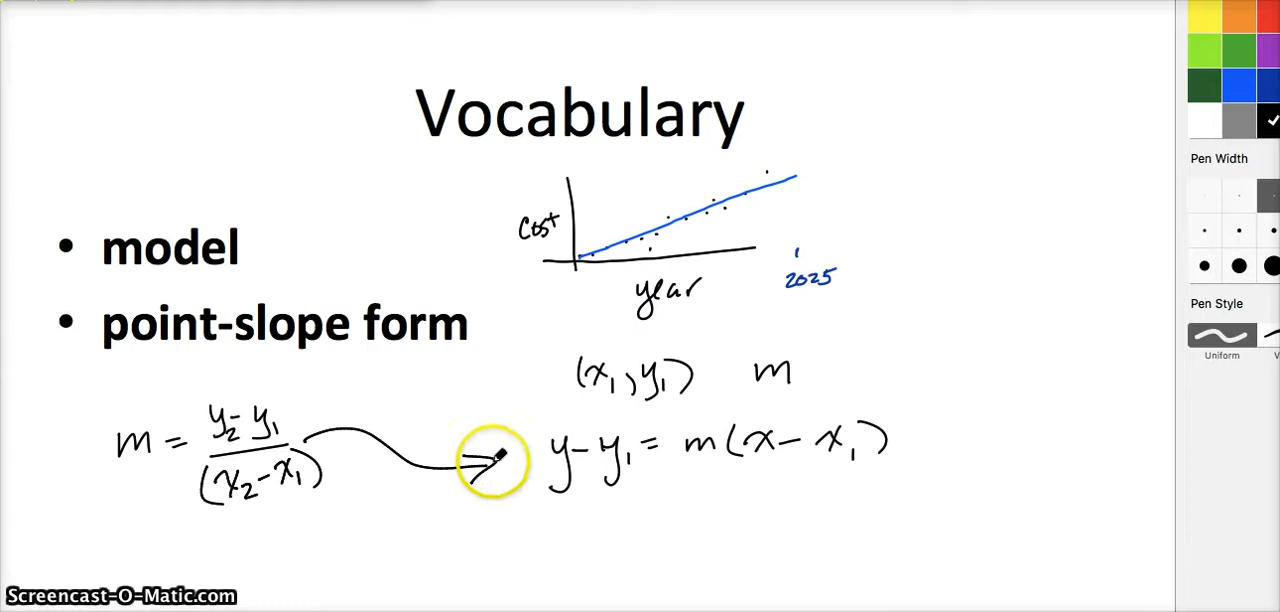 Vocabulary
Cost
year
2025
• model
• point-slope form
(x₁, y₁) m
m = y₂ - y₁ / (x₂ - x₁)
y - y₁ = m(x - x₁)
Pen Width
Pen Style
Uniform
V
Screencast-O-Matic.com